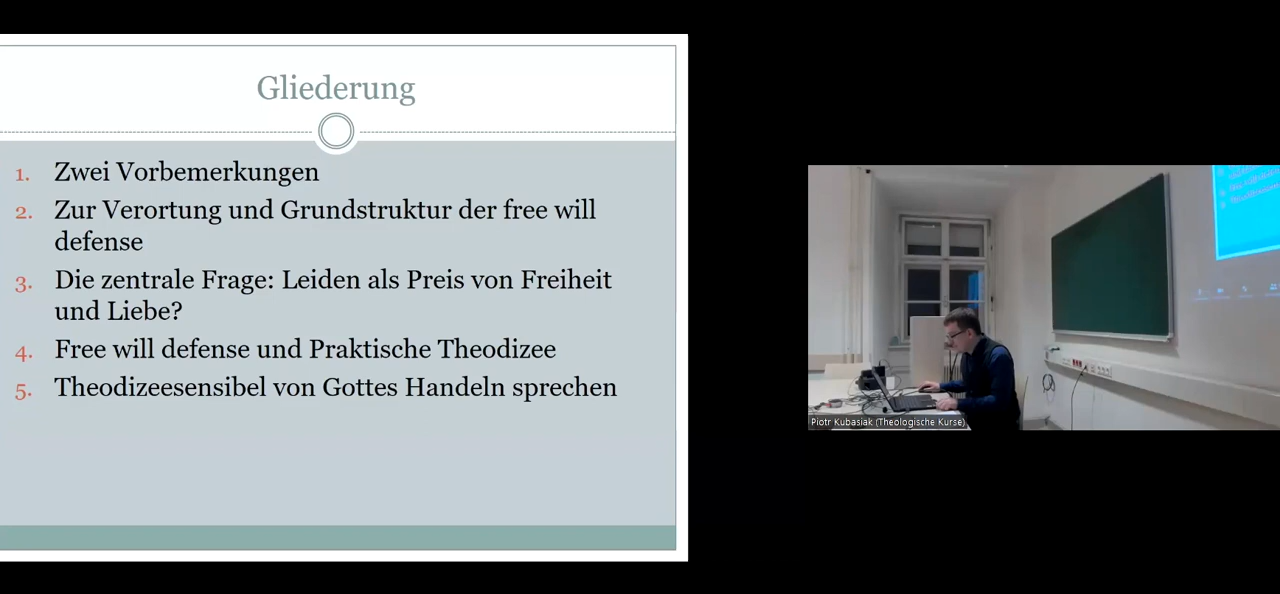 Gliederung
1. Zwei Vorbemerkungen
2. Zur Verortung und Grundstruktur der free will
defense
3. Die zentrale Frage: Leiden als Preis von Freiheit
und Liebe?
4. Free will defense und Praktische Theodizee
5. Theodizeesensibel von Gottes Handeln sprechen
Piotr Kubasiak (Theologische Kurse)